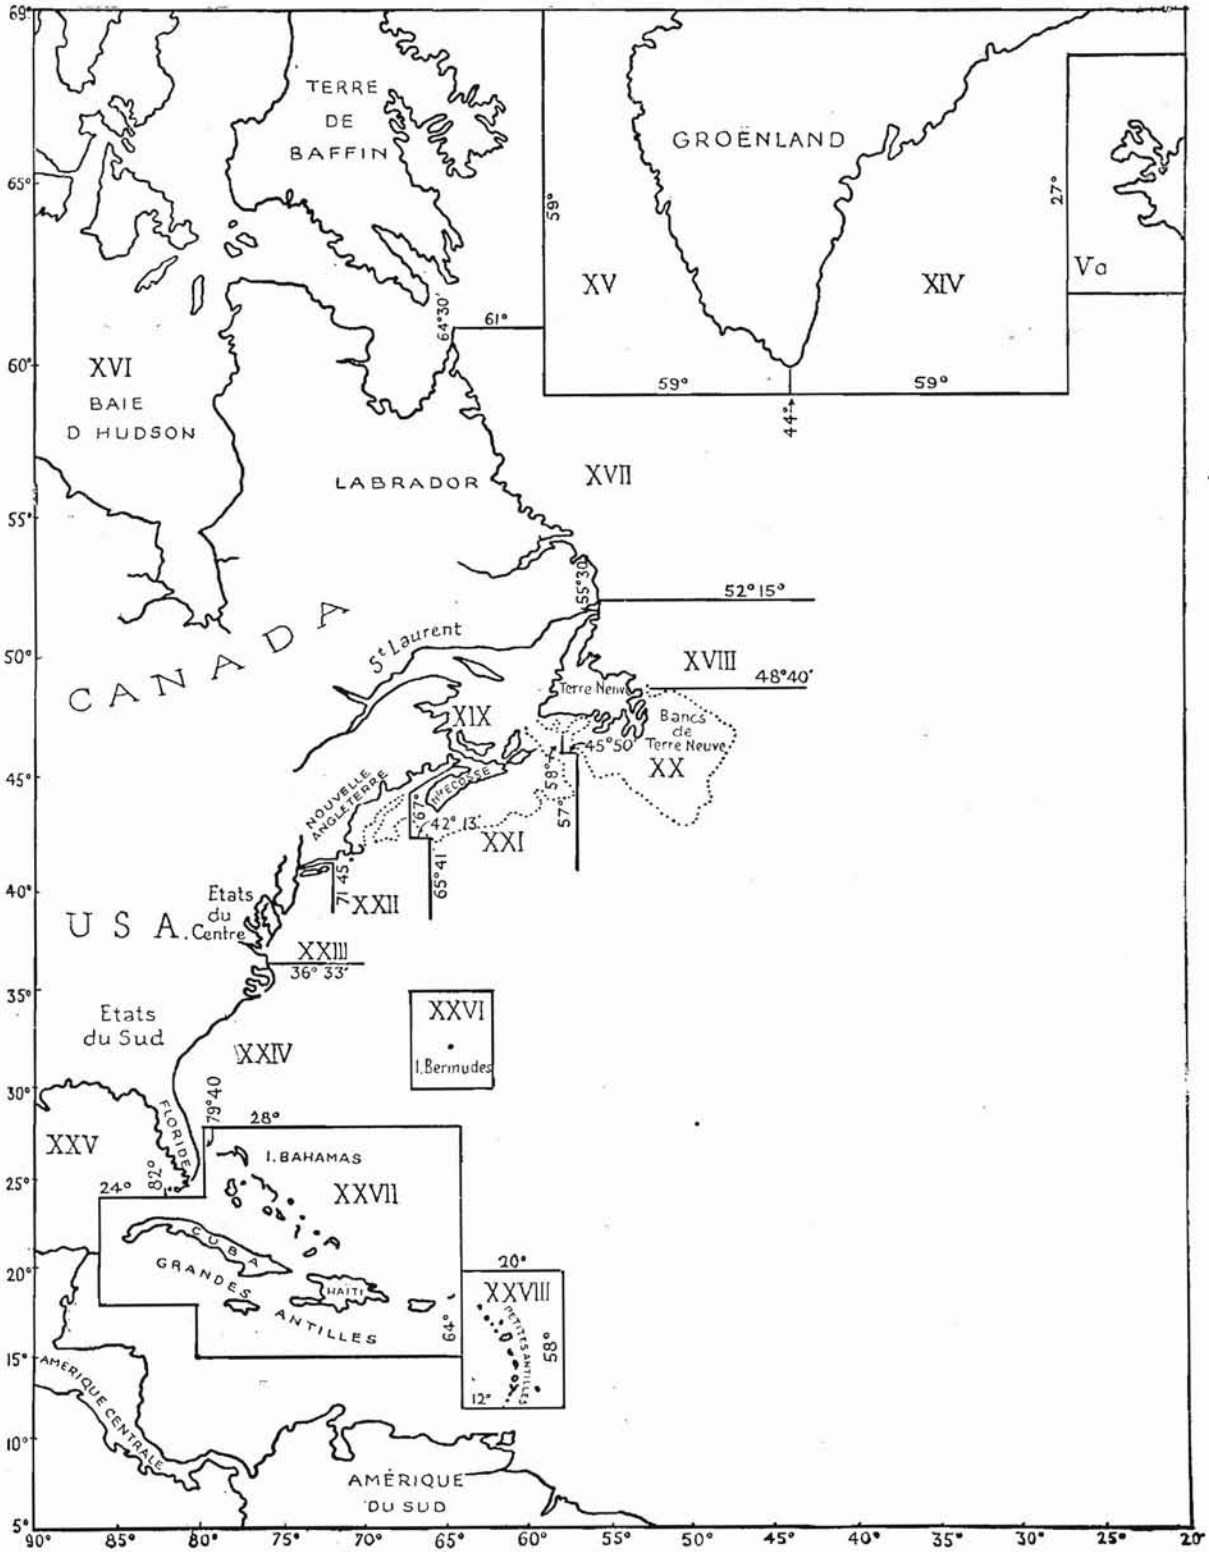 69°
TERRE
DE
BAFFIN
GROËNLAND
65°
59°
27°
XV
XIV
Va
64°30'
61°
60°
XVI
BAIE
D HUDSON
59°
59°
44°
LABRADOR
XVII
55°
55°30'
52°15'
CANADA
St Laurent
50°
XVIII
48°40'
Terre Neuve
XIX
Bancs
de
Terre Neuve
45°50'
XX
58°
57°
45°
NOUVELLE
ANGLETERRE
Nle ECOSSE
67°
42° 13'
XXI
65°41
71 45'
40°
Etats
du
Centre
U S A.
XXII
XXIII
36° 33'
35°
Etats
du Sud
XXVI
I. Bermudes
XXIV
30°
79°40
28°
FLORIDE
XXV
I. BAHAMAS
82°
25°
24°
XXVII
CUBA
20°
GRANDES
ANTILLES
HAÏTI
64°
20°
XXVIII
PETITES ANTILLES
58°
12°
15°
AMÉRIQUE CENTRALE
10°
AMÉRIQUE
DU SUD
5°
90° 85° 80° 75° 70° 65° 60° 55° 50° 45° 40° 35° 30° 25° 20°